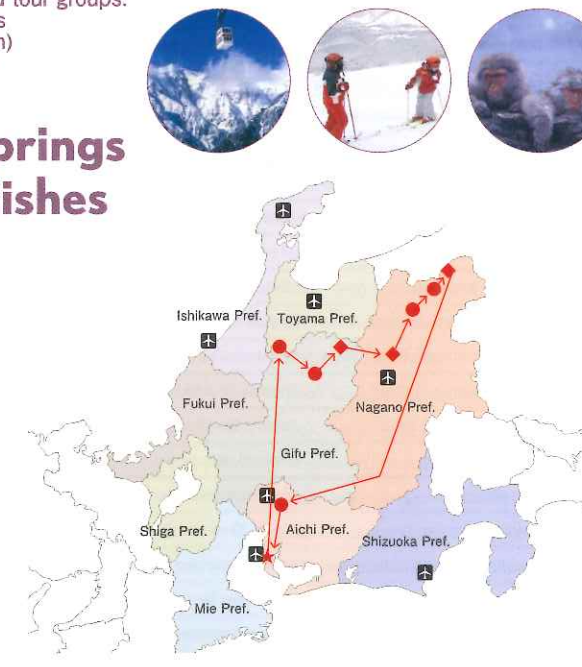 tour groups.
springs
ishes
Ishikawa Pref.
Toyama Pref.
Fukui Pref.
Nagano Pref.
Gifu Pref.
Shiga Pref.
Aichi Pref.
Shizuoka Pref.
Mie Pref.